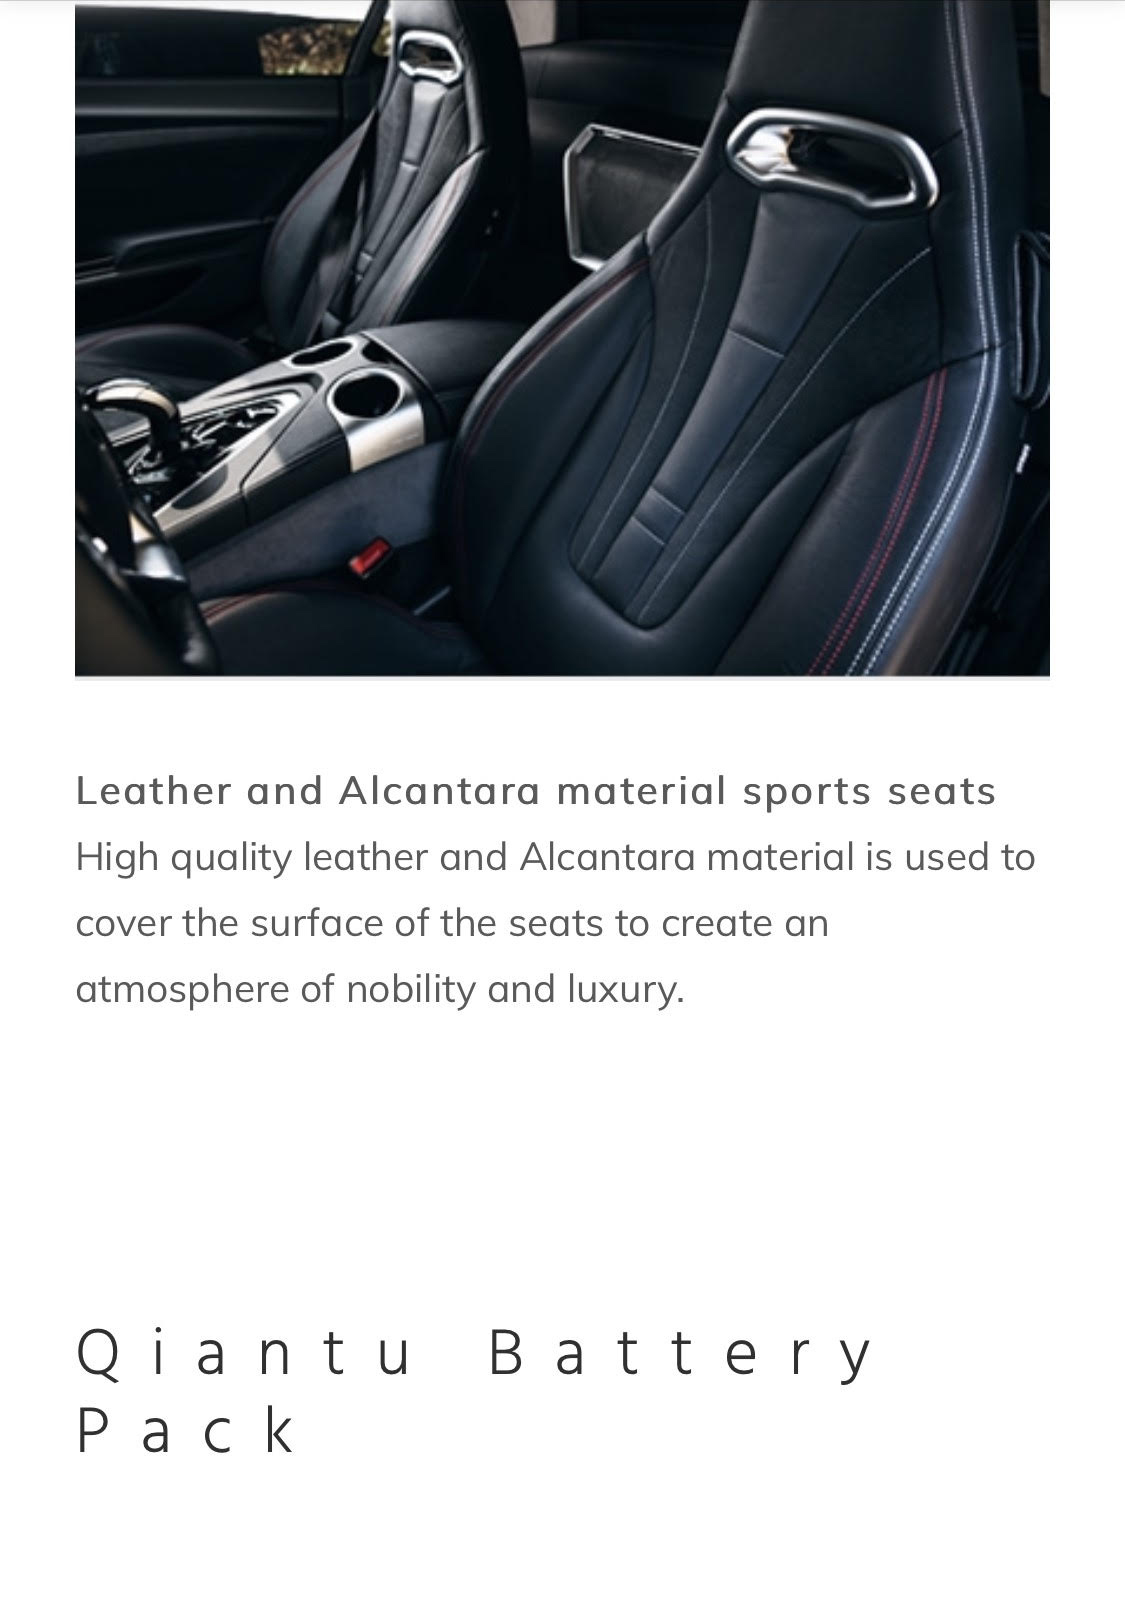 Leather and Alcantara material sports seats
High quality leather and Alcantara material is used to
cover the surface of the seats to create an
atmosphere of nobility and luxury.
Qiantu Battery
Pack